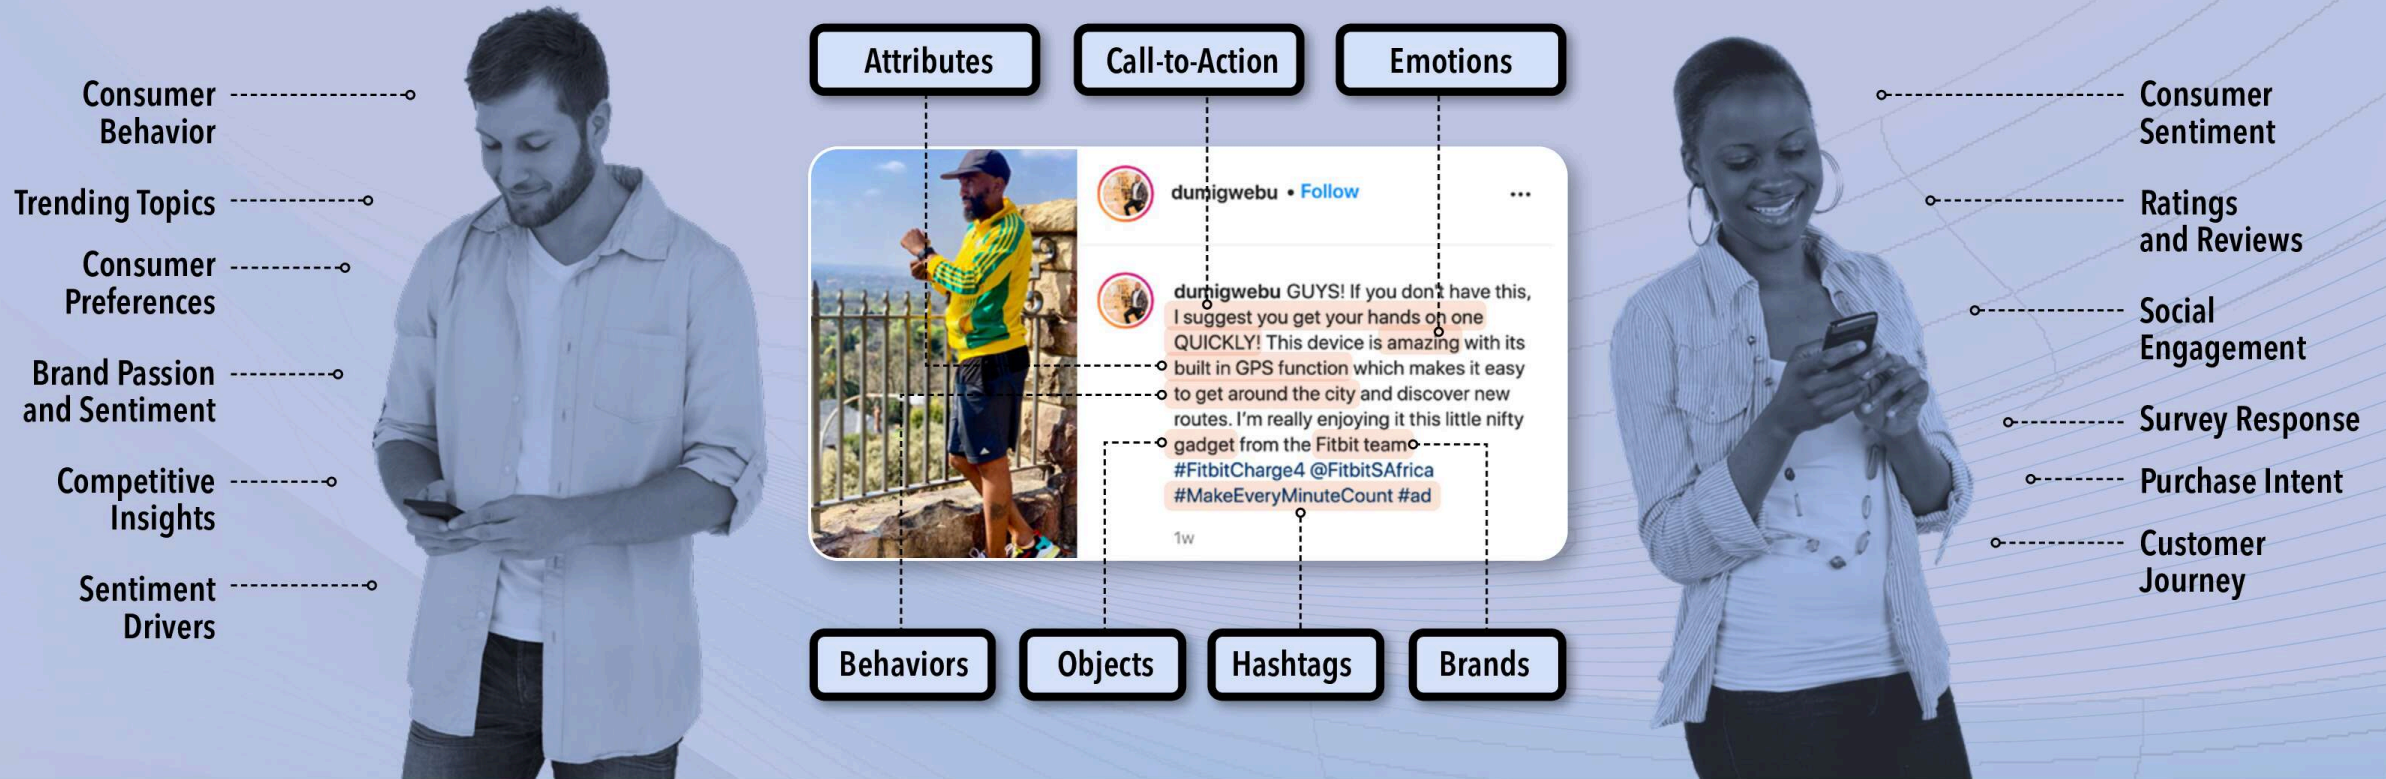 Consumer
Behavior
Trending Topics
Consumer
Preferences
Brand Passion
and Sentiment
Competitive
Insights
Sentiment
Drivers
Attributes
Call-to-Action
Emotions
dumigwebu • Follow
...
dumigwebu GUYS! If you don't have this,
I suggest you get your hands on one
QUICKLY! This device is amazing with its
built in GPS function which makes it easy
to get around the city and discover new
routes. I'm really enjoying it this little nifty
gadget from the Fitbit team
#FitbitCharge4 @FitbitSAfrica
#MakeEveryMinuteCount #ad
1w
Behaviors
Objects
Hashtags
Brands
Consumer
Sentiment
Ratings
and Reviews
Social
Engagement
Survey Response
Purchase Intent
Customer
Journey